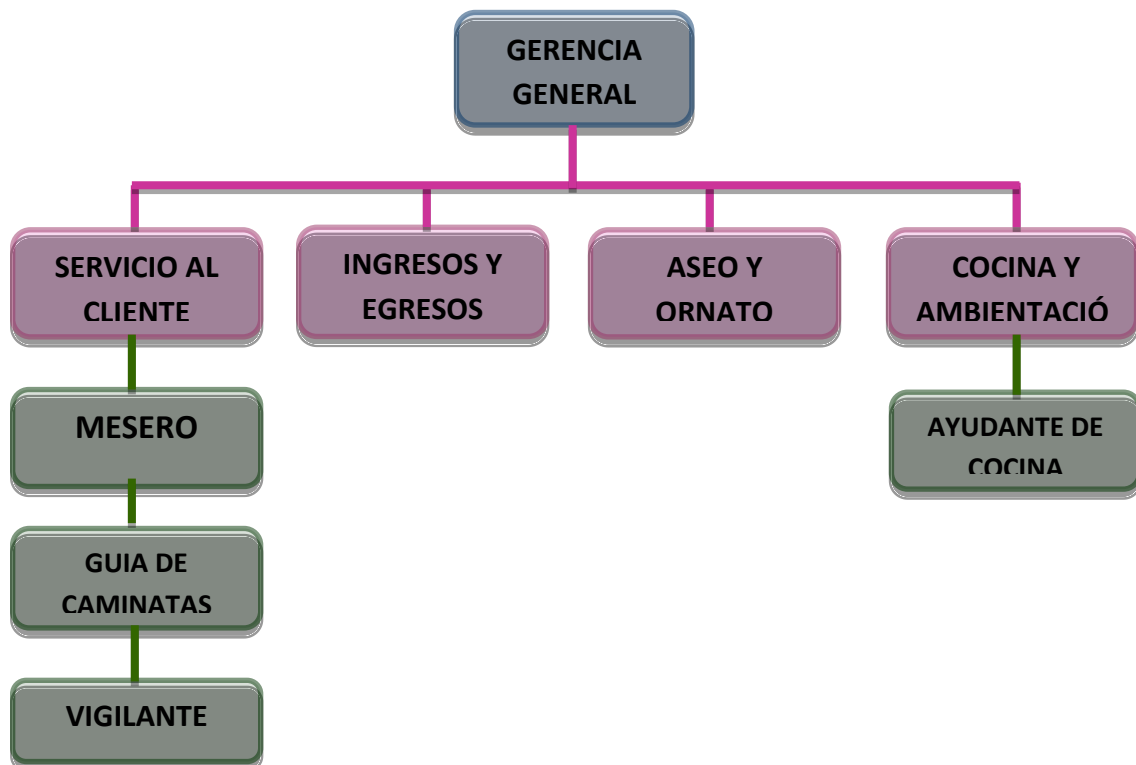 GERENCIA
GENERAL
SERVICIO AL
CLIENTE
INGRESOS Y
EGRESOS
ASEO Y
ORNATO
COCINA Y
AMBIENTACIÓ
MESERO
AYUDANTE DE
COCINA
GUIA DE
CAMINATAS
VIGILANTE